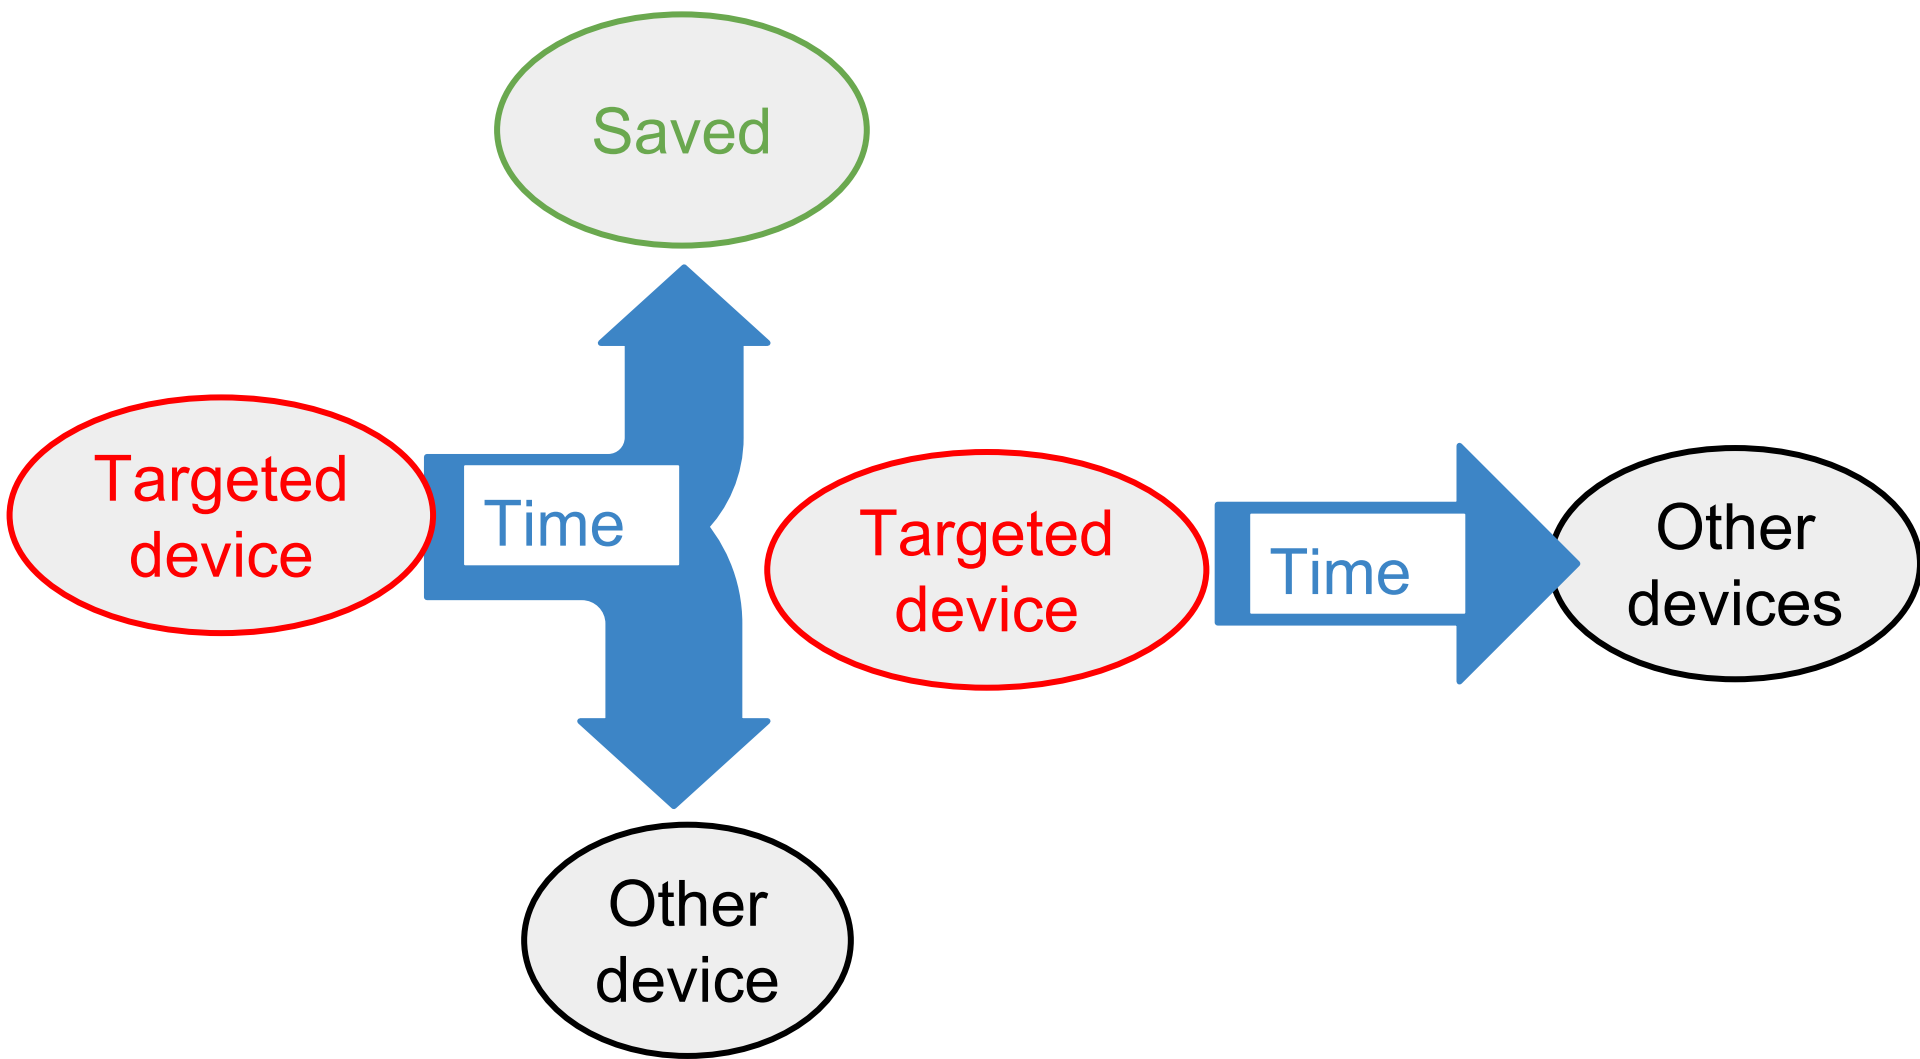 Saved
Targeted
device
Time
Other
device
Targeted
device
Time
Other
devices